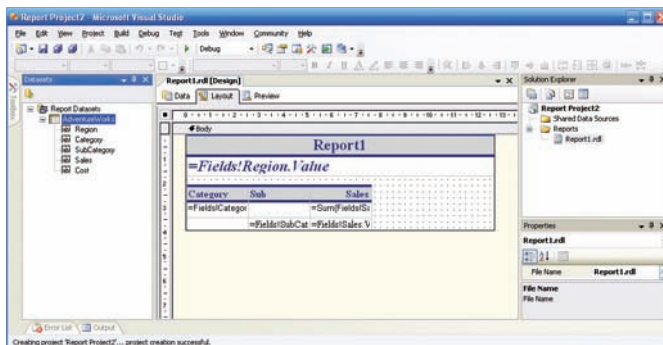 Report Project2 - Microsoft Visual Studio
File Edit View Project Build Debug Test Tools Window Community Help
Debug
Datasets
Report Datasets
AdventureWorks
Region
Category
SubCategory
Sales
Cost
Report1.rdl [Design]
Data Layout Preview
Body
Report1
=Fields!Region.Value
Category Sub Sales
=Fields!Categor =Sum(Fields!Sa
=Fields!SubCat =Fields!Sales.V
Solution Explorer
Report Project2
Shared Data Sources
Reports
Report1.rdl
Properties
Report1.rdl
File Name Report1.rdl
File Name
File Name
Error List Output
Creating project 'Report Project2'... project creation successful.